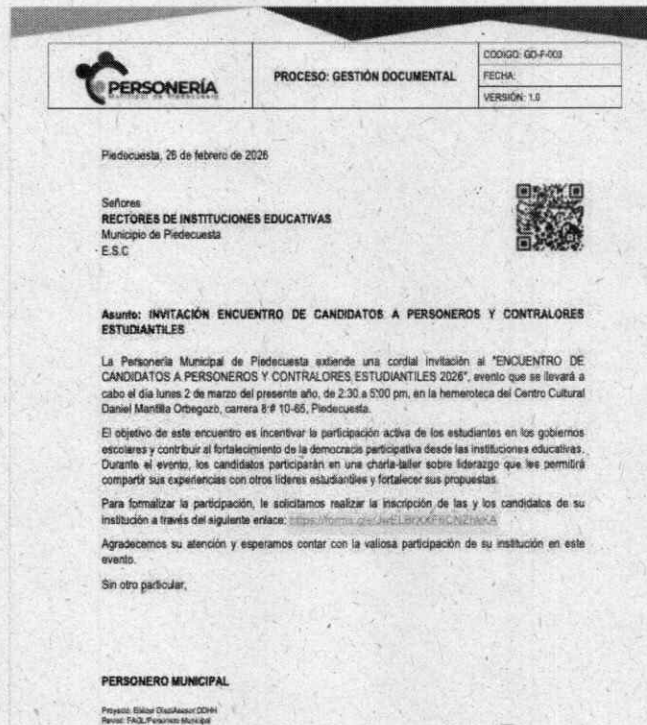 PERSONERÍA
PROCESO: GESTIÓN DOCUMENTAL
CODIGO: GD-F-003
FECHA:
VERSIÓN: 1.0
Piedecuesta, 26 de febrero de 2026
Señores
RECTORES DE INSTITUCIONES EDUCATIVAS
Municipio de Piedecuesta
E.S.C
Asunto: INVITACIÓN ENCUENTRO DE CANDIDATOS A PERSONEROS Y CONTRALORES
ESTUDIANTILES
La Personería Municipal de Piedecuesta extiende una cordial invitación al "ENCUENTRO DE
CANDIDATOS A PERSONEROS Y CONTRALORES ESTUDIANTILES 2026", evento que se llevará a
cabo el día lunes 2 de marzo del presente año, de 2:30 a 5:00 pm, en la hemeroteca del Centro Cultural
Daniel Mantilla Orbegozo, carrera 8 # 10-65, Piedecuesta.
El objetivo de este encuentro es incentivar la participación activa de los estudiantes en los gobiernos
escolares y contribuir al fortalecimiento de la democracia participativa desde las instituciones educativas.
Durante el evento, los candidatos participarán en una charla-taller sobre liderazgo que les permitirá
compartir sus experiencias con otros líderes estudiantiles y fortalecer sus propuestas.
Para formalizar la participación, le solicitamos realizar la inscripción de las y los candidatos de su
institución a través del siguiente enlace:
Agradecemos su atención y esperamos contar con la valiosa participación de su institución en este
evento.
Sin otro particular,
PERSONERO MUNICIPAL